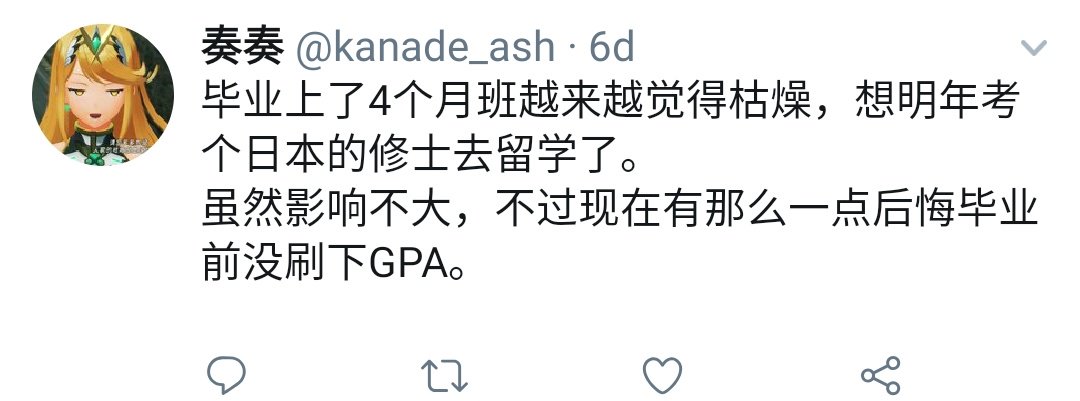 奏奏 @kanade_ash · 6d
毕业上了4个月班越来越觉得枯燥，想明年考
个日本的修士去留学了。
虽然影响不大，不过现在有那么一点后悔毕业
前没刷下GPA。